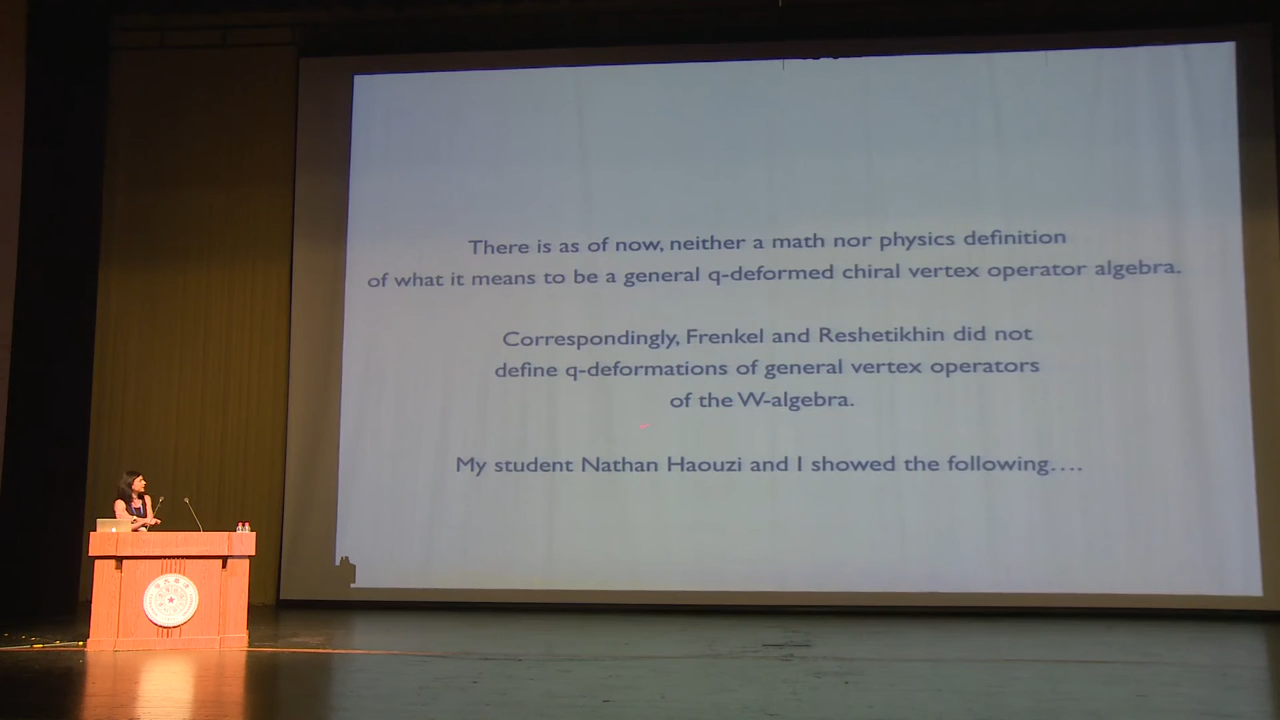 There is as of now, neither a math nor physics definition
of what it means to be a general q-deformed chiral vertex operator algebra.
Correspondingly, Frenkel and Reshetikhin did not
define q-deformations of general vertex operators
of the W-algebra.
My student Nathan Haouzi and I showed the following....